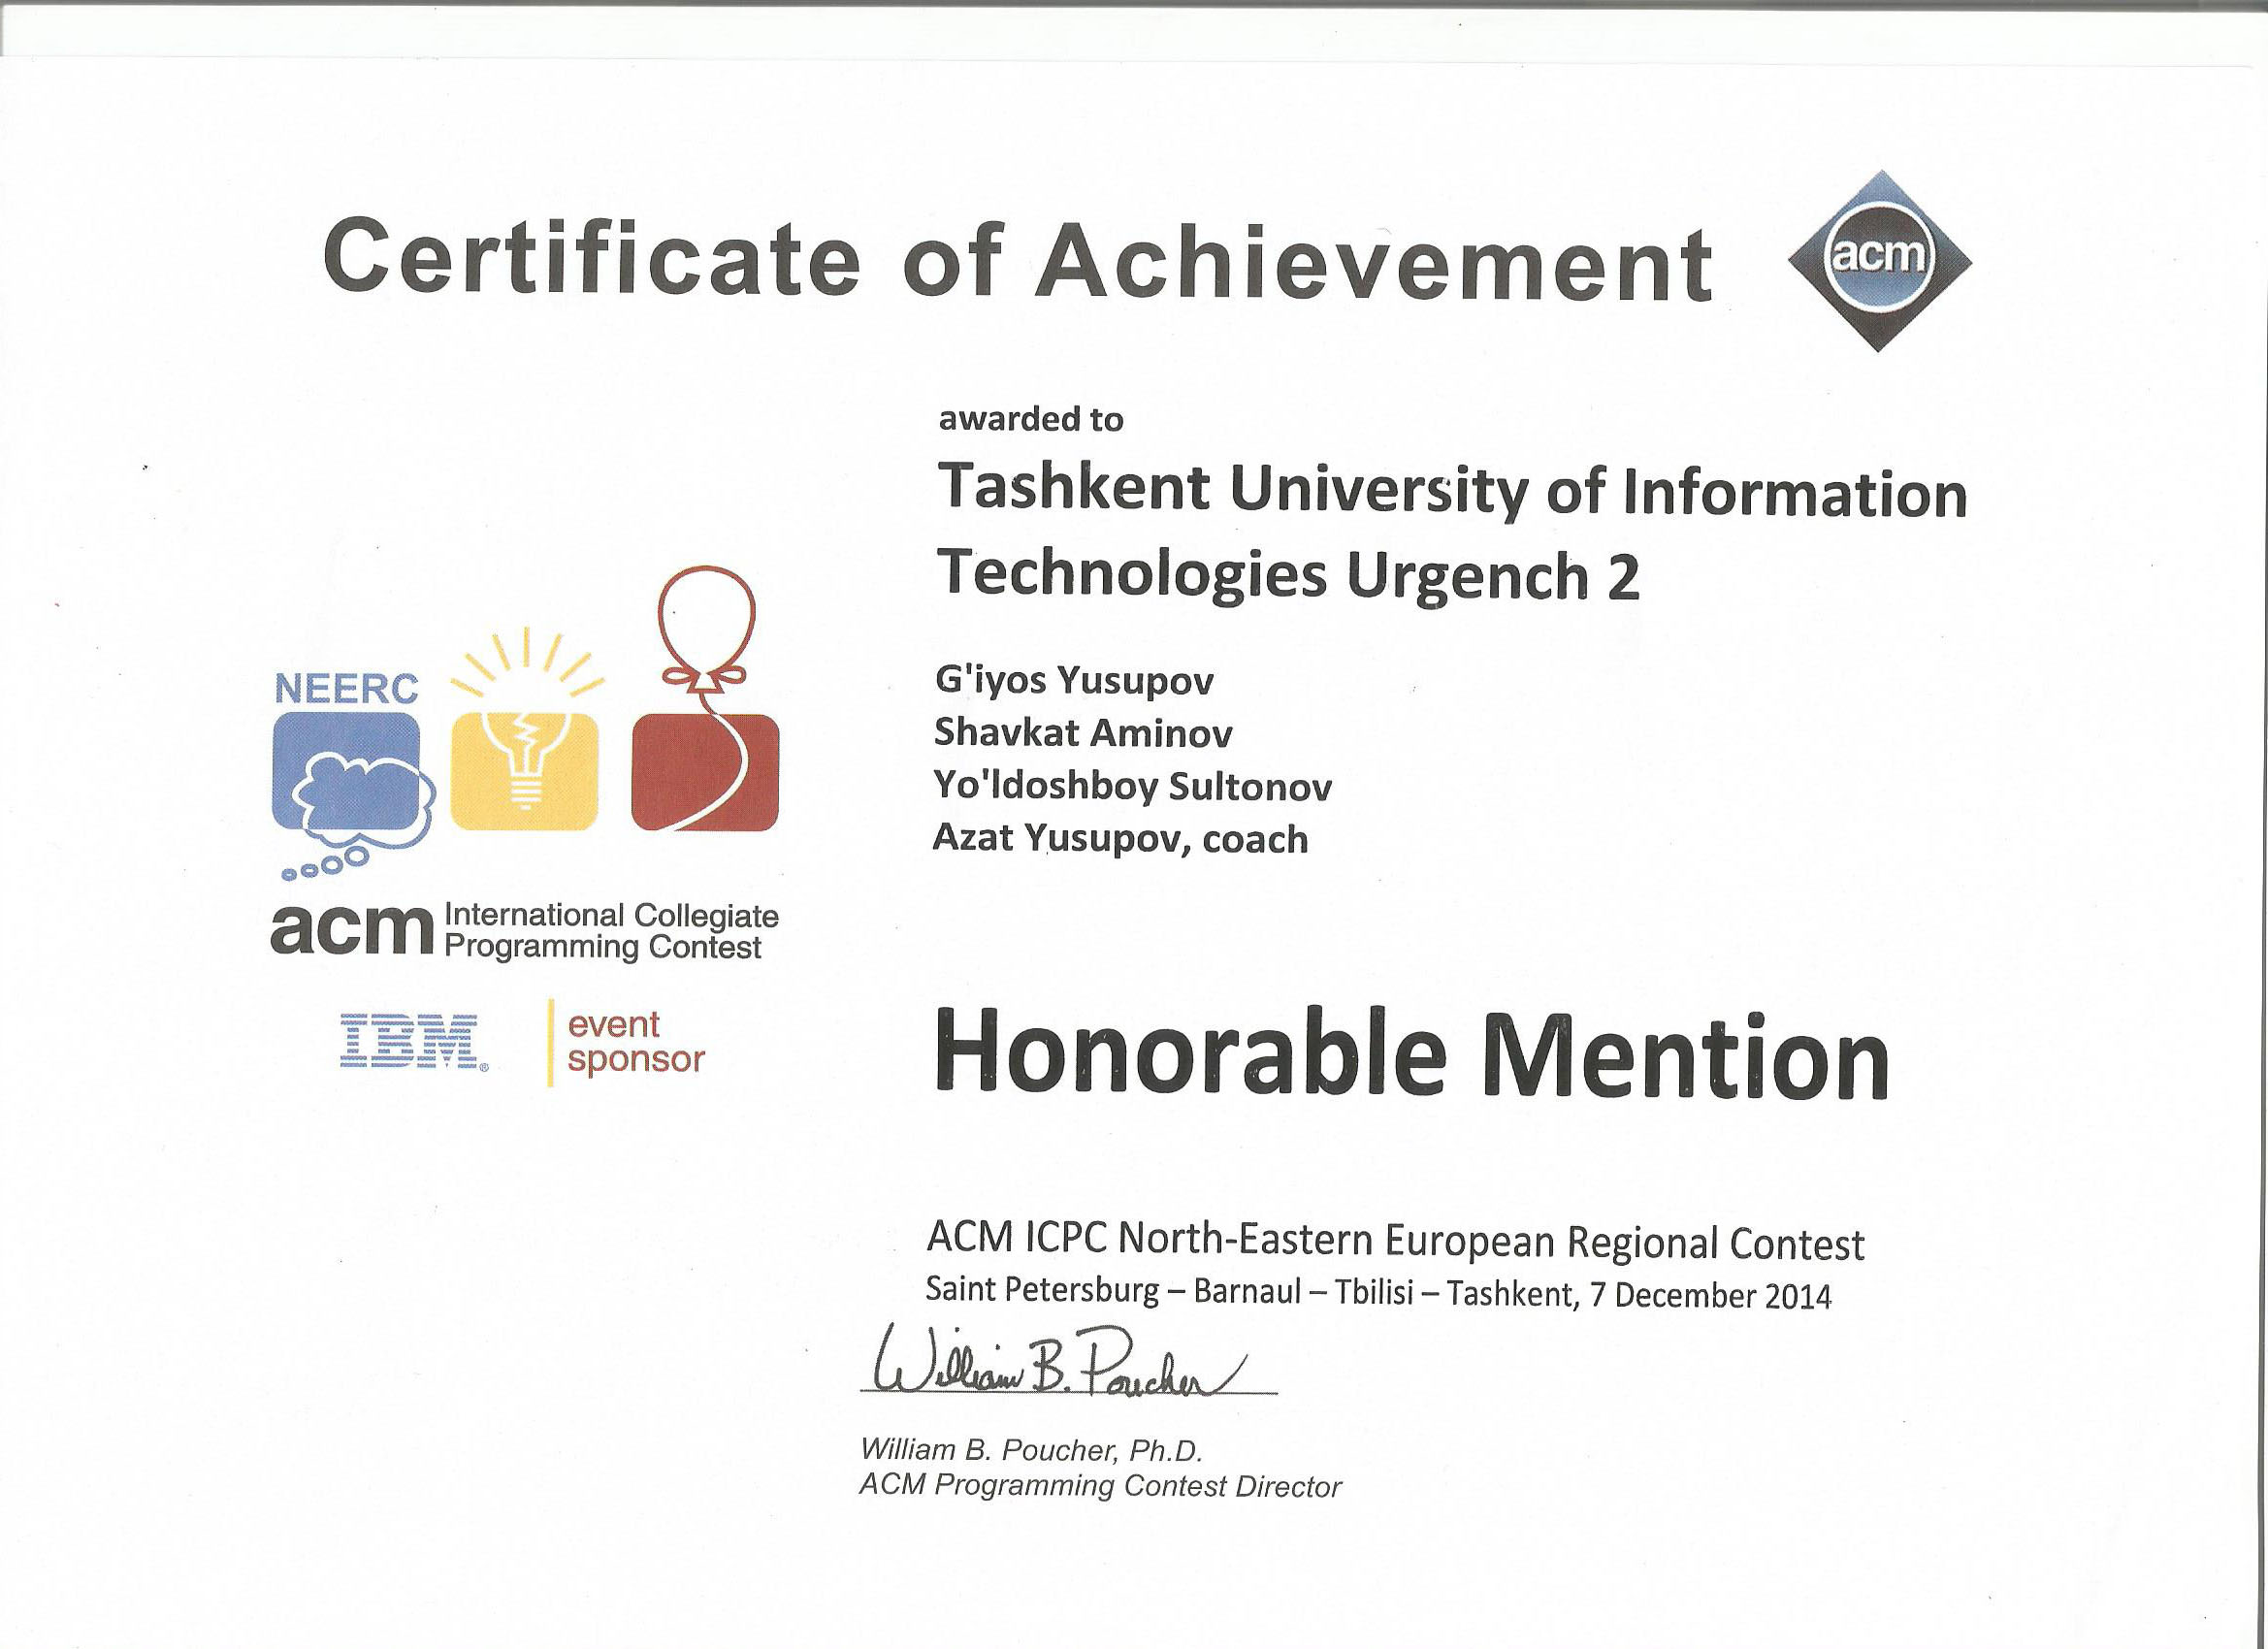 Certificate of Achievement
acm
awarded to
Tashkent University of Information
Technologies Urgench 2
G'iyos Yusupov
Shavkat Aminov
Yo'ldoshboy Sultonov
Azat Yusupov, coach
NEERC
acm International Collegiate
Programming Contest
IBM®
event
sponsor
Honorable Mention
ACM ICPC North-Eastern European Regional Contest
Saint Petersburg – Barnaul – Tbilisi – Tashkent, 7 December 2014
William B. Poucher
William B. Poucher, Ph.D.
ACM Programming Contest Director